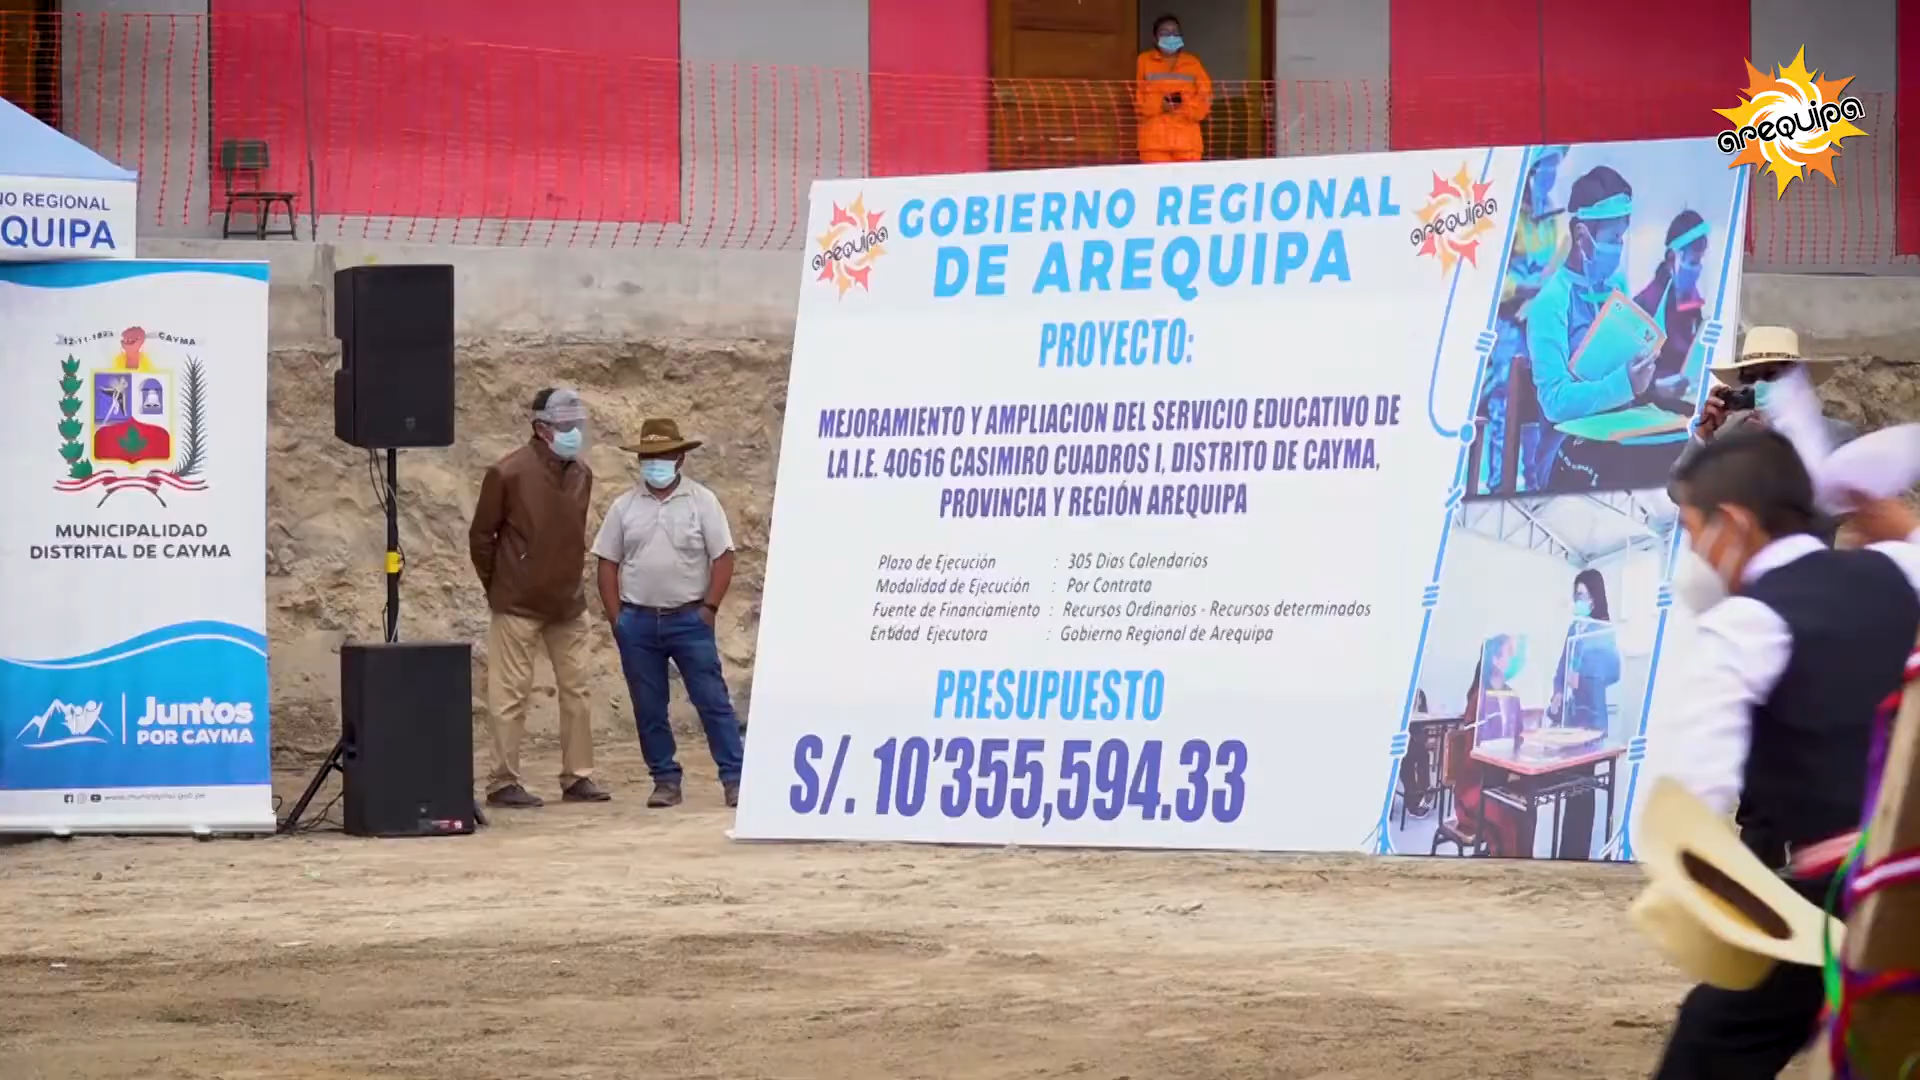 arequipa
NO REGIONAL
QUIPA
12-11-1823 CAYMA
MUNICIPALIDAD
DISTRITAL DE CAYMA
Juntos
POR CAYMA
arequipa
GOBIERNO REGIONAL
DE AREQUIPA
arequipa
PROYECTO:
MEJORAMIENTO Y AMPLIACION DEL SERVICIO EDUCATIVO DE
LA I.E. 40616 CASIMIRO CUADROS I, DISTRITO DE CAYMA,
PROVINCIA Y REGIÓN AREQUIPA
Plazo de Ejecución : 305 Dias Calendarios
Modalidad de Ejecución : Por Contrata
Fuente de Financiamiento : Recursos Ordinarios - Recursos determinados
Entidad Ejecutora : Gobierno Regional de Arequipa
PRESUPUESTO
S/. 10'355,594.33